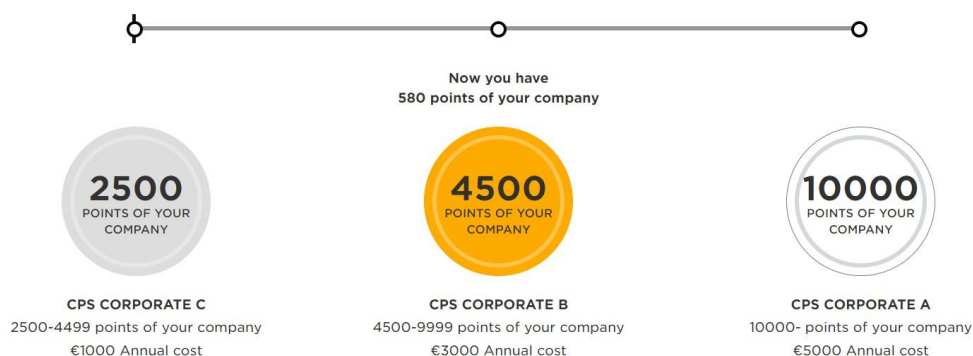 Now you have
580 points of your company
2500
POINTS OF YOUR
COMPANY
CPS CORPORATE C
2500-4499 points of your company
€1000 Annual cost
4500
POINTS OF YOUR
COMPANY
CPS CORPORATE B
4500-9999 points of your company
€3000 Annual cost
10000
POINTS OF YOUR
COMPANY
CPS CORPORATE A
10000- points of your company
€5000 Annual cost